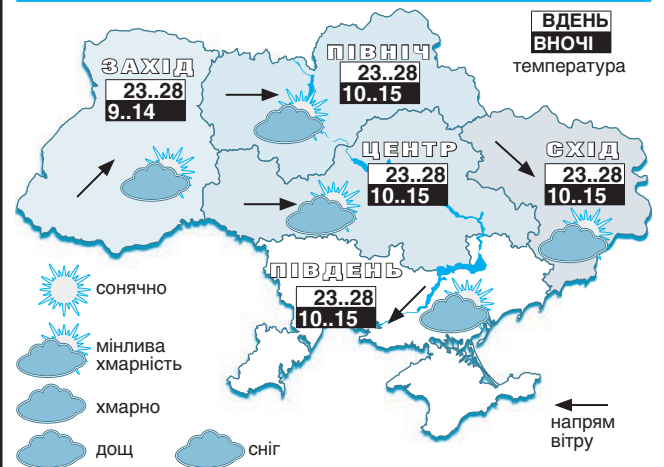 ВДЕНЬ
ВНОЧІ
температура
ПІВНІЧ
23..28
10..15
ЗАХІД
23..28
9..14
ЦЕНТР
23..28
10..15
СХІД
23..28
10..15
ПІВДЕНЬ
23..28
10..15
сонячно
мінлива
хмарність
хмарно
дощ
сніг
напрям
вітру